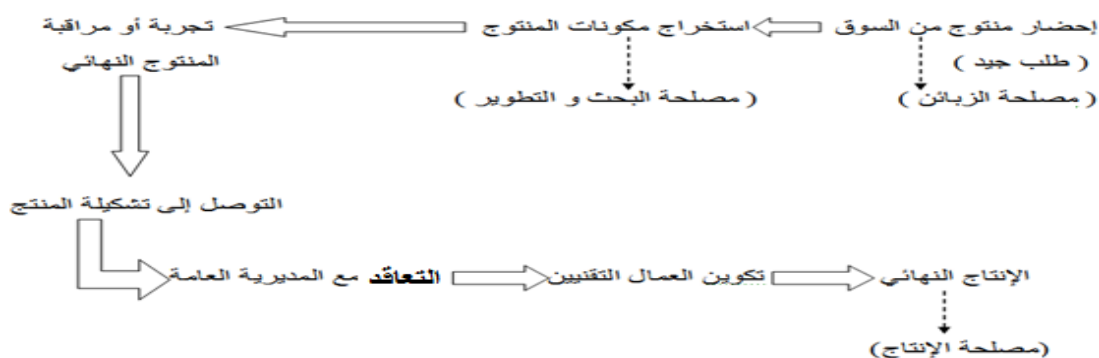 إحضار منتوج من السوق
استخراج مكونات المنتوج
تجربة أو مراقبة
المنتوج النهائي
( طلب جيد )
( مصلحة الزبائن )
( مصلحة البحث و التطوير )
التوصل إلى تشكيلة المنتج
التعاقد مع المديرية العامة
تكوين العمال التقنيين
الإنتاج النهائي
(مصلحة الإنتاج)